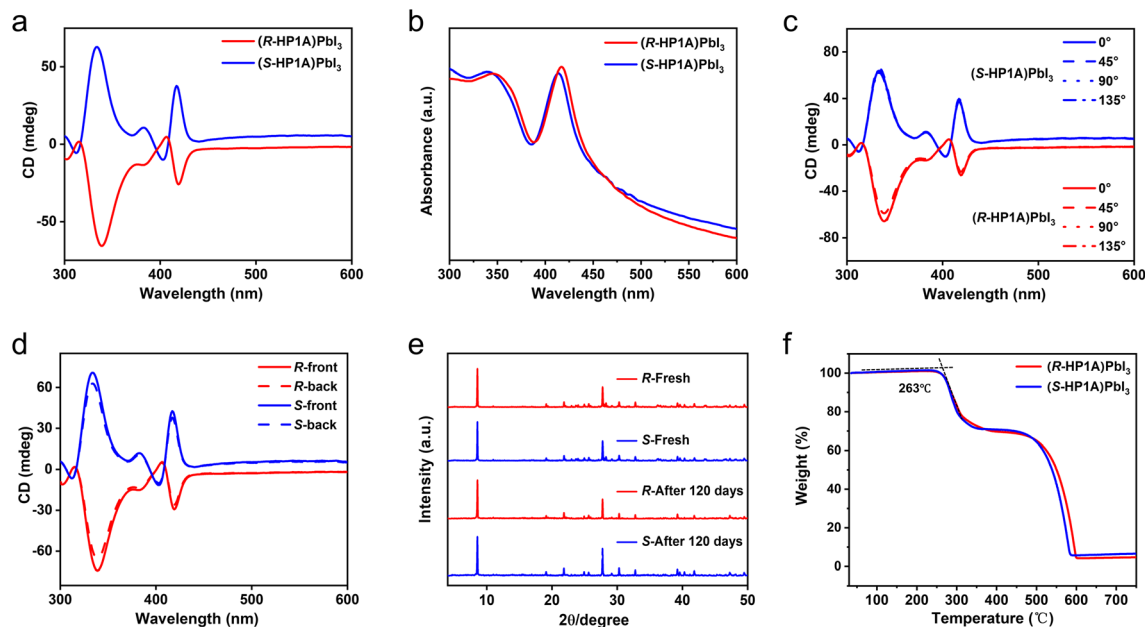 a
(R-HP1A)PbI₃
(S-HP1A)PbI₃
CD (mdeg)
50
0
-50
300
400
500
600
Wavelength (nm)
b
(R-HP1A)PbI₃
(S-HP1A)PbI₃
Absorbance (a.u.)
300
350
400
450
500
550
600
Wavelength (nm)
c
0°
45°
90°
135°
(S-HP1A)PbI₃
0°
45°
90°
135°
(R-HP1A)PbI₃
CD (mdeg)
80
40
0
-40
-80
300
400
500
600
Wavelength (nm)
d
R-front
R-back
S-front
S-back
CD (mdeg)
60
30
0
-30
-60
300
400
500
600
Wavelength (nm)
e
R-Fresh
S-Fresh
R-After 120 days
S-After 120 days
Intensity (a.u.)
10
20
30
40
50
2θ/degree
f
(R-HP1A)PbI₃
(S-HP1A)PbI₃
263℃
Weight (%)
100
80
60
40
20
0
100
200
300
400
500
600
700
Temperature (℃)